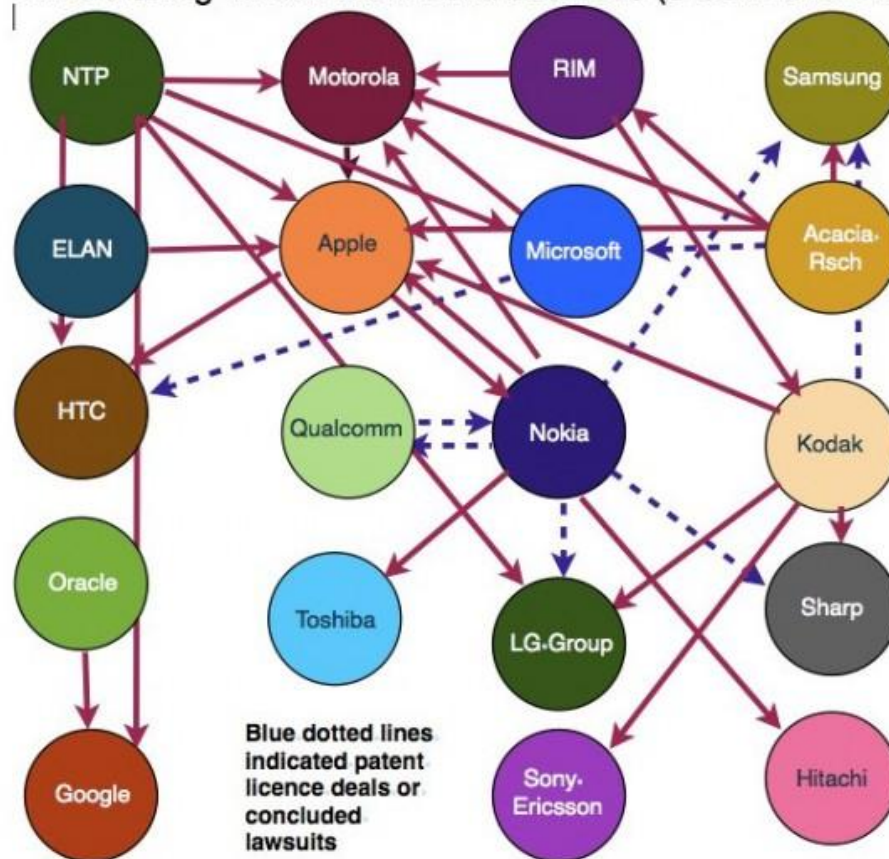 NTP
Motorola
RIM
Samsung
ELAN
Apple
Microsoft
Acacia.
Rsch
HTC
Qualcomm
Nokia
Kodak
Oracle
Toshiba
LG.Group
Sharp
Google
Blue dotted lines
indicated patent
licence deals or
concluded
lawsuits
Sony.
Ericsson
Hitachi